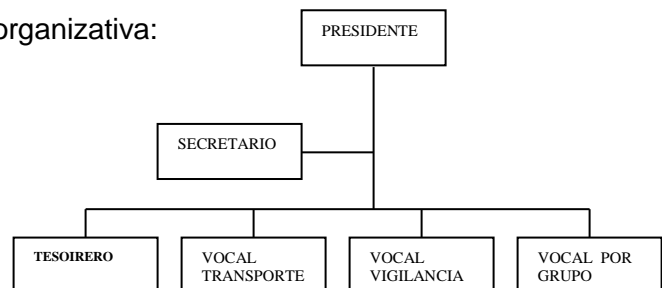 organizativa:
PRESIDENTE
SECRETARIO
TESOIRERO
VOCAL
TRANSPORTE
VOCAL
VIGILANCIA
VOCAL POR
GRUPO